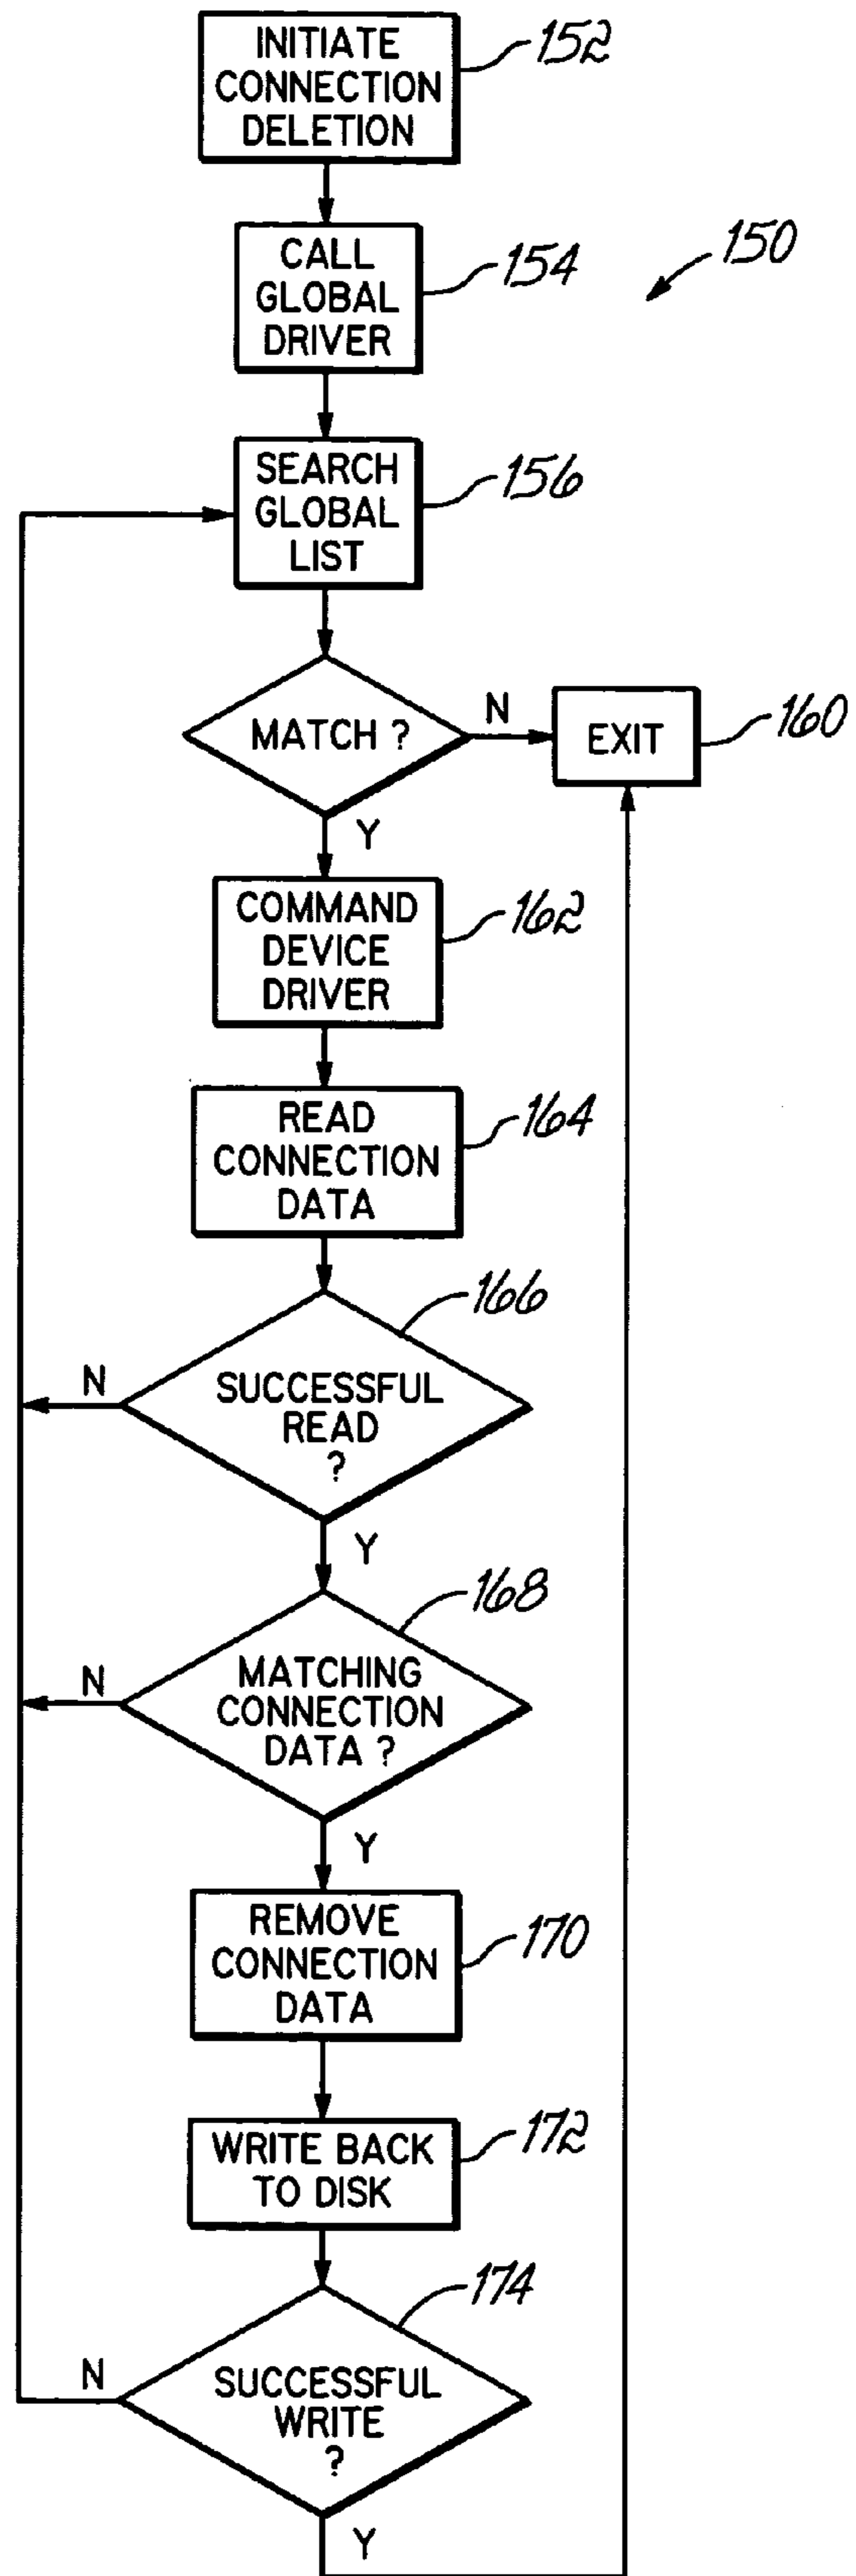 INITIATE
CONNECTION
DELETION
152
CALL
GLOBAL
DRIVER
154
150
SEARCH
GLOBAL
LIST
156
MATCH ?
N
EXIT
160
Y
COMMAND
DEVICE
DRIVER
162
READ
CONNECTION
DATA
164
166
N
SUCCESSFUL
READ
?
Y
168
N
MATCHING
CONNECTION
DATA ?
Y
REMOVE
CONNECTION
DATA
170
WRITE BACK
TO DISK
172
174
N
SUCCESSFUL
WRITE
?
Y